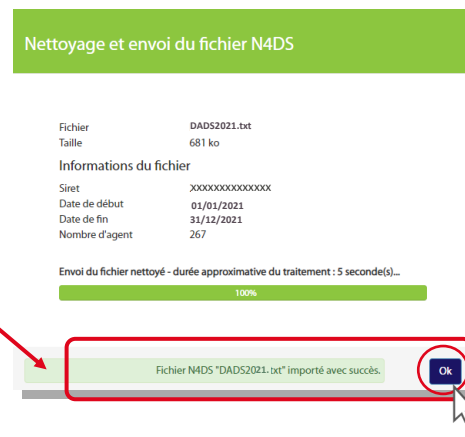 Nettoyage et envoi du fichier N4DS
Fichier DADS2021.txt
Taille 681 ko
Informations du fichier
Siret XXXXXXXXXXXXXX
Date de début 01/01/2021
Date de fin 31/12/2021
Nombre d'agent 267
Envoi du fichier nettoyé - durée approximative du traitement : 5 seconde(s)...
100%
Fichier N4DS "DADS2021.txt" importé avec succès.
Ok